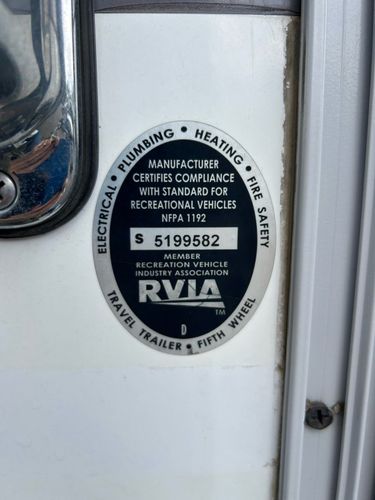 ELECTRICAL • PLUMBING • HEATING • FIRE SAFETY
MANUFACTURER
CERTIFIES COMPLIANCE
WITH STANDARD FOR
RECREATIONAL VEHICLES
NFPA 1192
S 5199582
MEMBER
RECREATION VEHICLE
INDUSTRY ASSOCIATION
RVIA
TM
D
• TRAVEL TRAILER • FIFTH WHEEL •